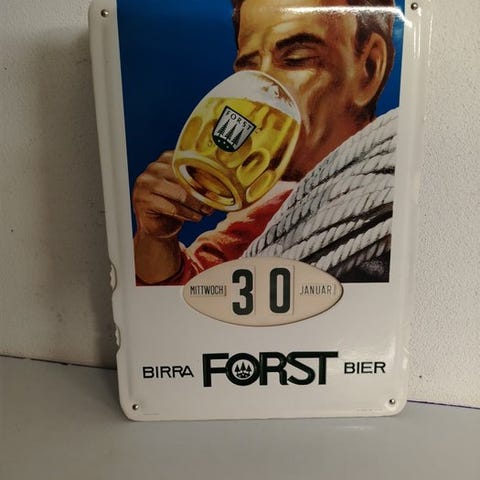 FORST
MITTWOCH 30 JANUAR
BIRRA FORST BIER